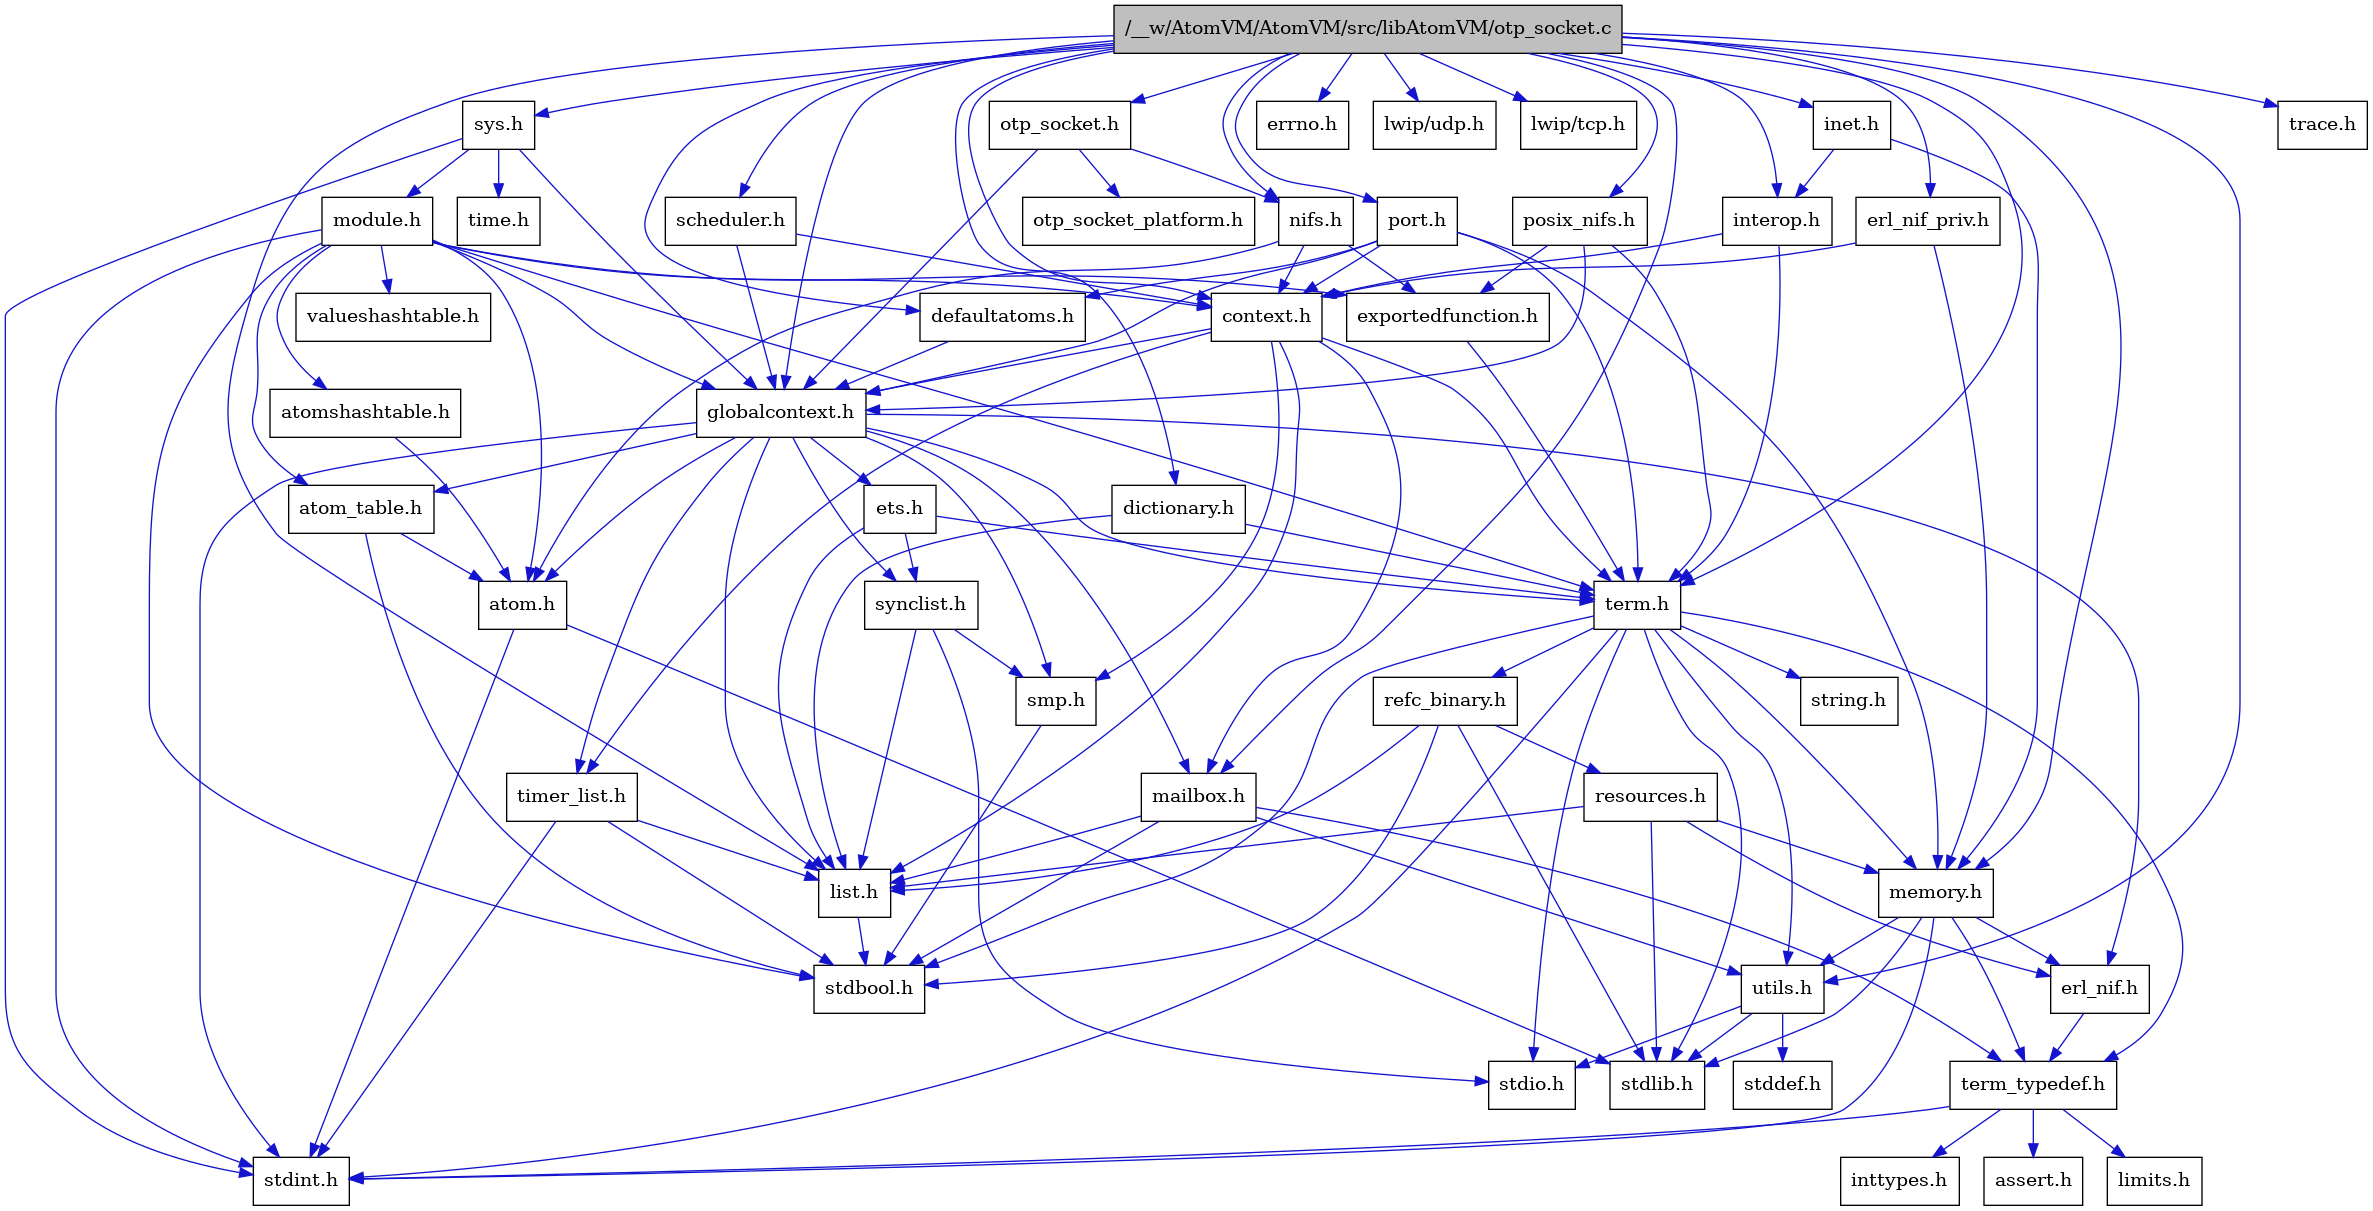 /__w/AtomVM/AtomVM/src/libAtomVM/otp_socket.c
sys.h
otp_socket.h
errno.h
lwip/udp.h
lwip/tcp.h
inet.h
trace.h
module.h
time.h
scheduler.h
otp_socket_platform.h
nifs.h
port.h
posix_nifs.h
interop.h
erl_nif_priv.h
valueshashtable.h
defaultatoms.h
context.h
exportedfunction.h
atomshashtable.h
globalcontext.h
atom_table.h
ets.h
dictionary.h
atom.h
synclist.h
term.h
smp.h
refc_binary.h
string.h
timer_list.h
mailbox.h
resources.h
list.h
memory.h
stdbool.h
utils.h
erl_nif.h
stdio.h
stdlib.h
stddef.h
term_typedef.h
stdint.h
inttypes.h
assert.h
limits.h